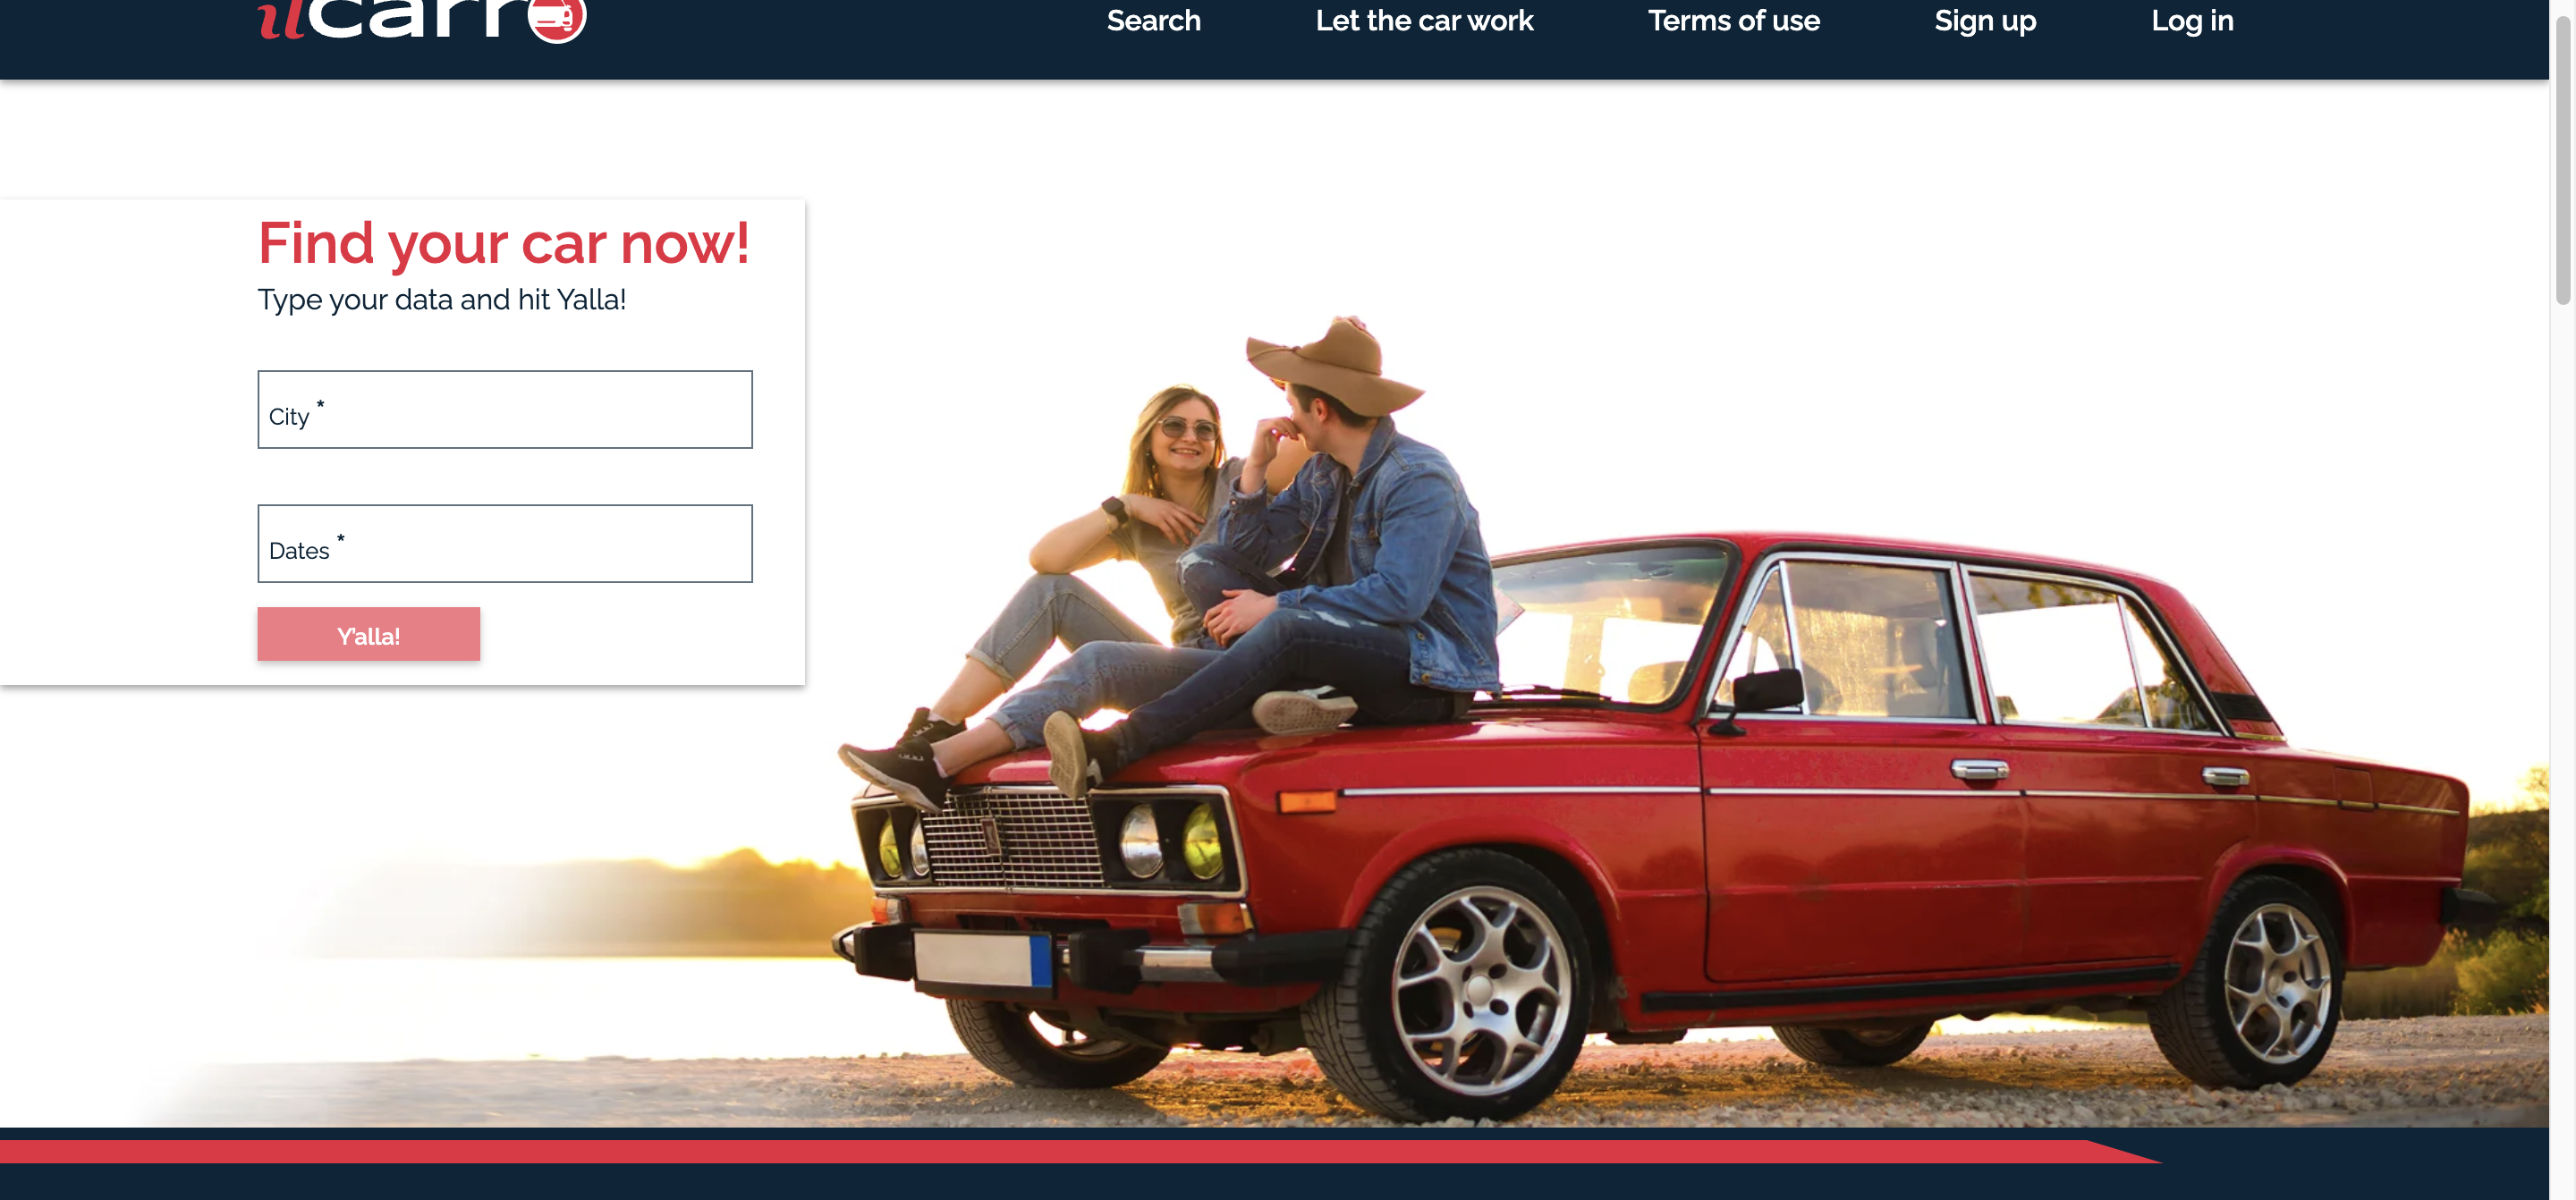 ilcarro
Search
Let the car work
Terms of use
Sign up
Log in
Find your car now!
Type your data and hit Yalla!
City *
Dates *
Y'alla!